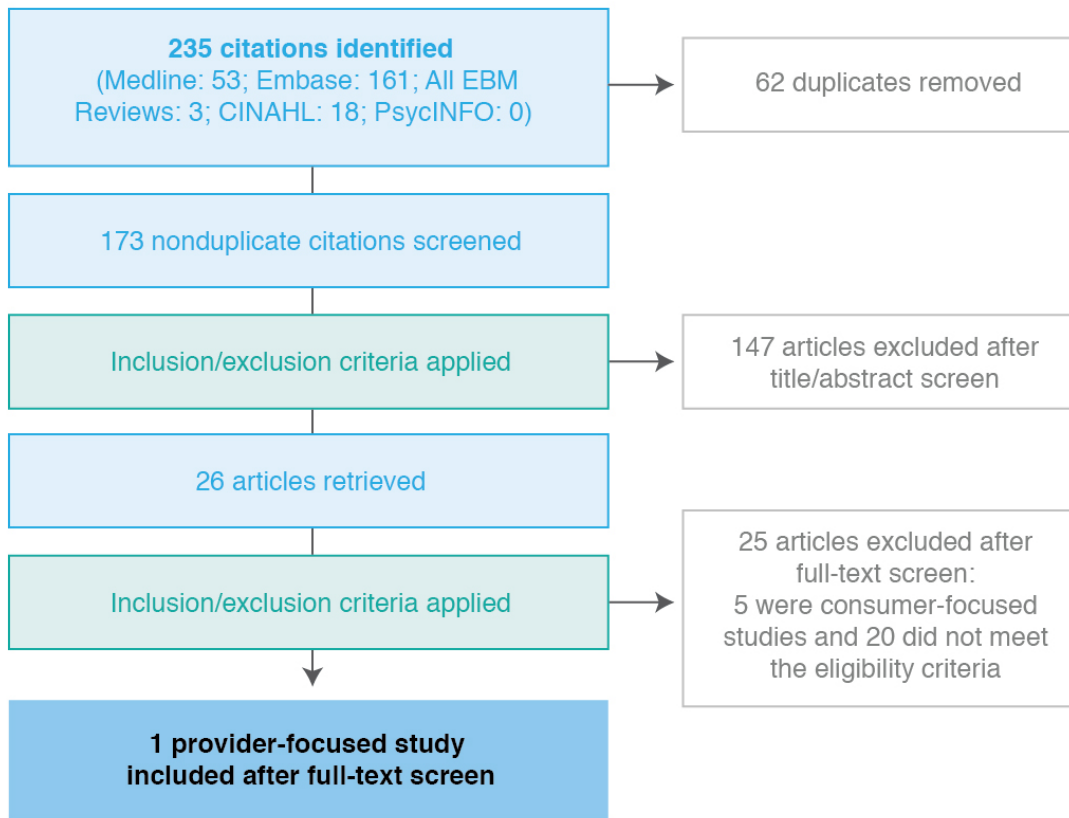 235 citations identified
(Medline: 53; Embase: 161; All EBM
Reviews: 3; CINAHL: 18; PsycINFO: 0)
62 duplicates removed
173 nonduplicate citations screened
Inclusion/exclusion criteria applied
147 articles excluded after
title/abstract screen
26 articles retrieved
Inclusion/exclusion criteria applied
25 articles excluded after
full-text screen:
5 were consumer-focused
studies and 20 did not meet
the eligibility criteria
1 provider-focused study
included after full-text screen